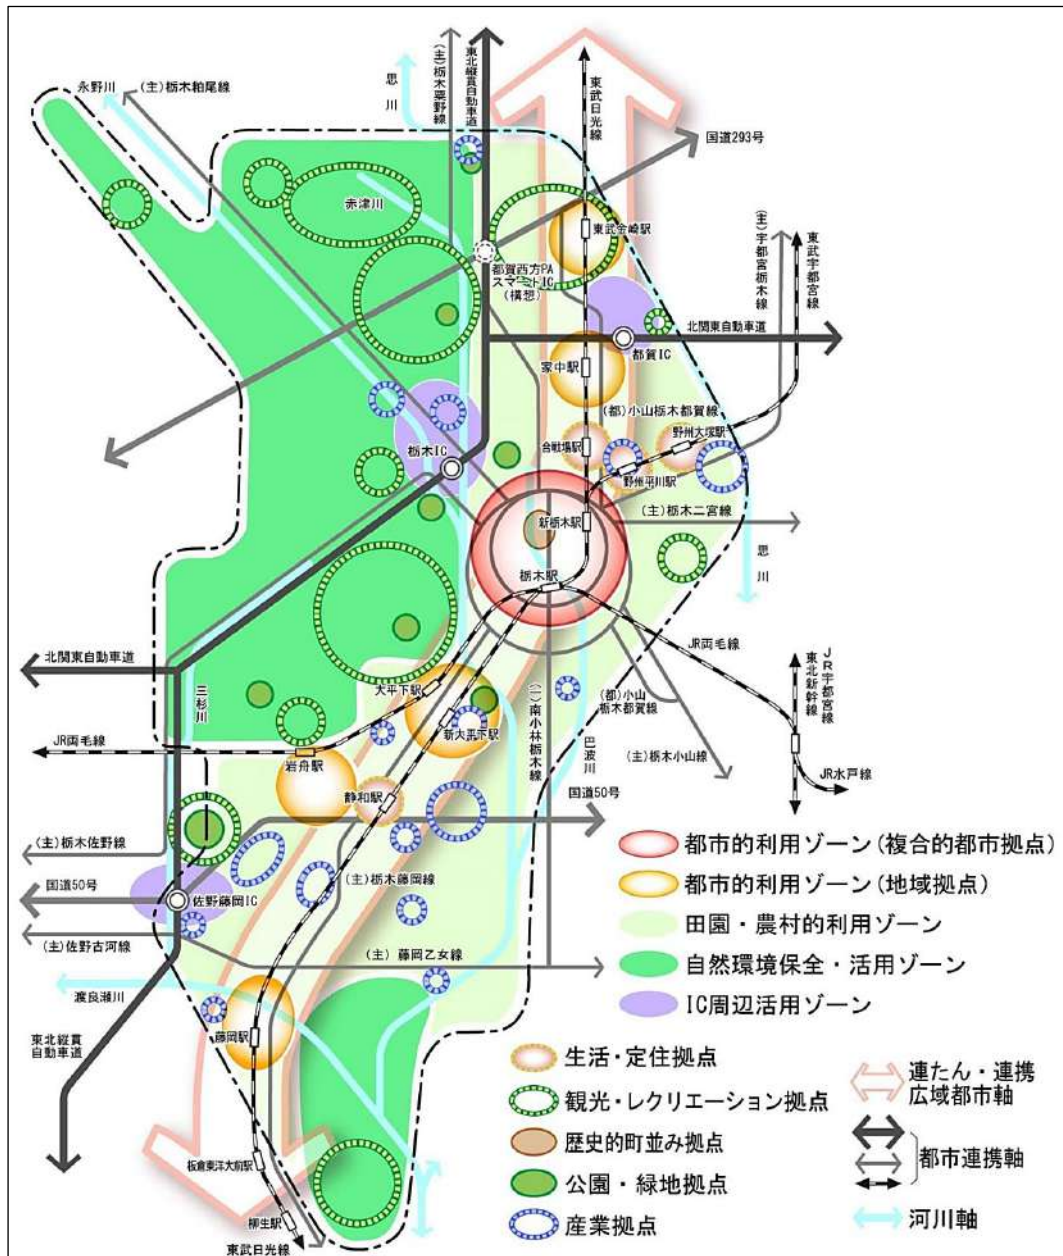 永野川
(主)栃木粕尾線
思川
(主)栃木粟野線
東北縦貫自動車道
東武日光線
国道293号
赤津川
東武金崎駅
都賀西方PA
スマートIC
(構想)
(主)宇都宮栃木線
東武宇都宮線
北関東自動車道
都賀IC
家中駅
(都)小山栃木都賀線
合戦場駅
野州大塚駅
野州平川駅
栃木IC
新栃木駅
(主)栃木二宮線
栃木駅
思川
北関東自動車道
三杉川
JR両毛線
大平下駅
(一)南小林栃木線
(都)小山
栃木都賀線
巴波川
東北新幹線
JR宇都宮線
新大平下駅
JR両毛線
岩舟駅
静和駅
(主)栃木小山線
JR水戸線
国道50号
(主)栃木佐野線
国道50号
佐野藤岡IC
(主)栃木藤岡線
(主)佐野古河線
(主)藤岡乙女線
渡良瀬川
東北縦貫
自動車道
藤岡駅
板倉東洋大前駅
柳生駅
東武日光線
都市的利用ゾーン(複合的都市拠点)
都市的利用ゾーン(地域拠点)
田園・農村的利用ゾーン
自然環境保全・活用ゾーン
IC周辺活用ゾーン
生活・定住拠点
観光・レクリエーション拠点
歴史的町並み拠点
公園・緑地拠点
産業拠点
連たん・連携
広域都市軸
都市連携軸
河川軸